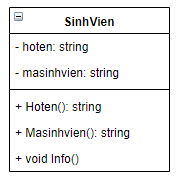 SinhVien
- hoten: string
- masinhvien: string
+ Hoten(): string
+ Masinhvien(): string
+ void Info()